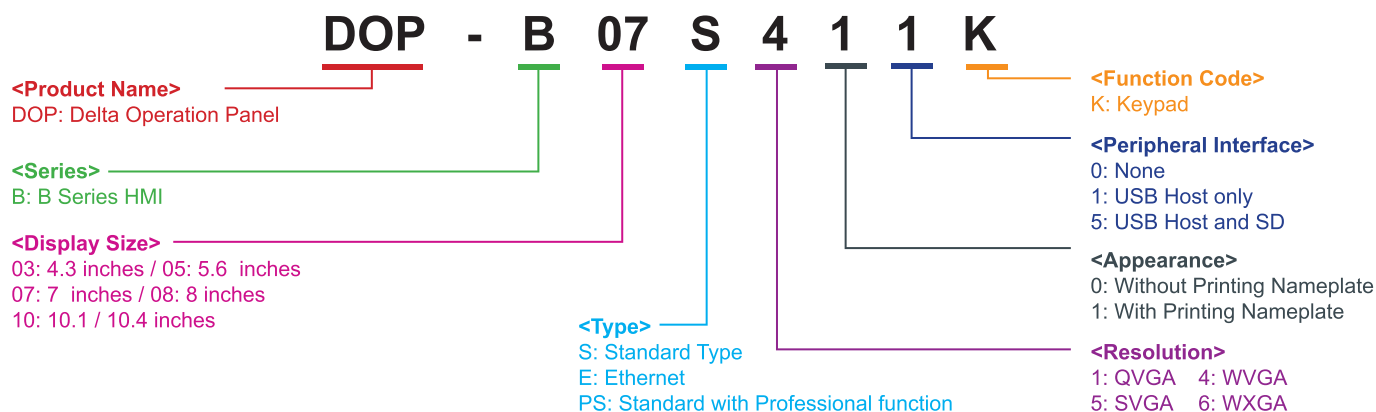 DOP - B 07 S 4 1 1 K
<Product Name>
DOP: Delta Operation Panel
<Series>
B: B Series HMI
<Display Size>
03: 4.3 inches / 05: 5.6 inches
07: 7 inches / 08: 8 inches
10: 10.1 / 10.4 inches
<Type>
S: Standard Type
E: Ethernet
PS: Standard with Professional function
<Function Code>
K: Keypad
<Peripheral Interface>
0: None
1: USB Host only
5: USB Host and SD
<Appearance>
0: Without Printing Nameplate
1: With Printing Nameplate
<Resolution>
1: QVGA 4: WVGA
5: SVGA 6: WXGA